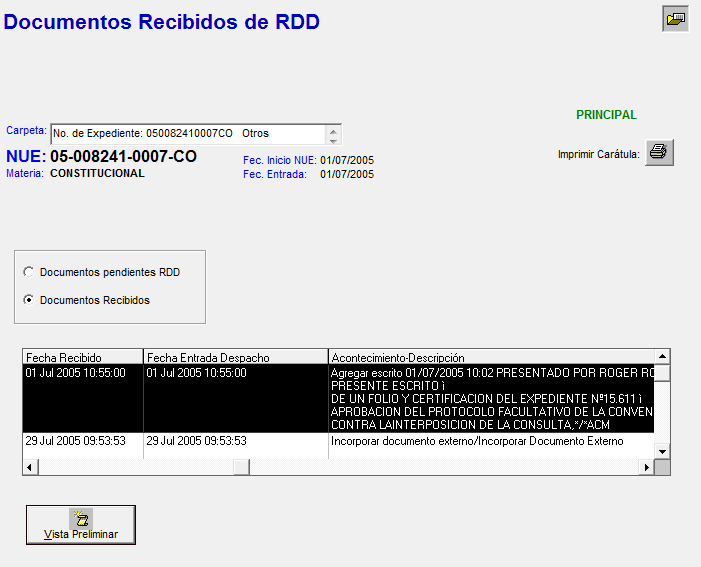 Documentos Recibidos de RDD
PRINCIPAL
Carpeta: No. de Expediente: 050082410007CO Otros
NUE: 05-008241-0007-CO
Fec. Inicio NUE: 01/07/2005
Imprimir Carátula:
Materia: CONSTITUCIONAL
Fec. Entrada: 01/07/2005
Documentos pendientes RDD
Documentos Recibidos
Fecha Recibido Fecha Entrada Despacho Acontecimiento-Descripción
01 Jul 2005 10:55:00 01 Jul 2005 10:55:00 Agregar escrito 01/07/2005 10:02 PRESENTADO POR ROGER RO
PRESENTE ESCRITO ì
DE UN FOLIO Y CERTIFICACION DEL EXPEDIENTE Nº15.611 ì
APROBACION DEL PROTOCOLO FACULTATIVO DE LA CONVEN
CONTRA LAINTERPOSICION DE LA CONSULTA,*/*ACM
29 Jul 2005 09:53:53 29 Jul 2005 09:53:53 Incorporar documento externo/Incorporar Documento Externo
Vista Preliminar